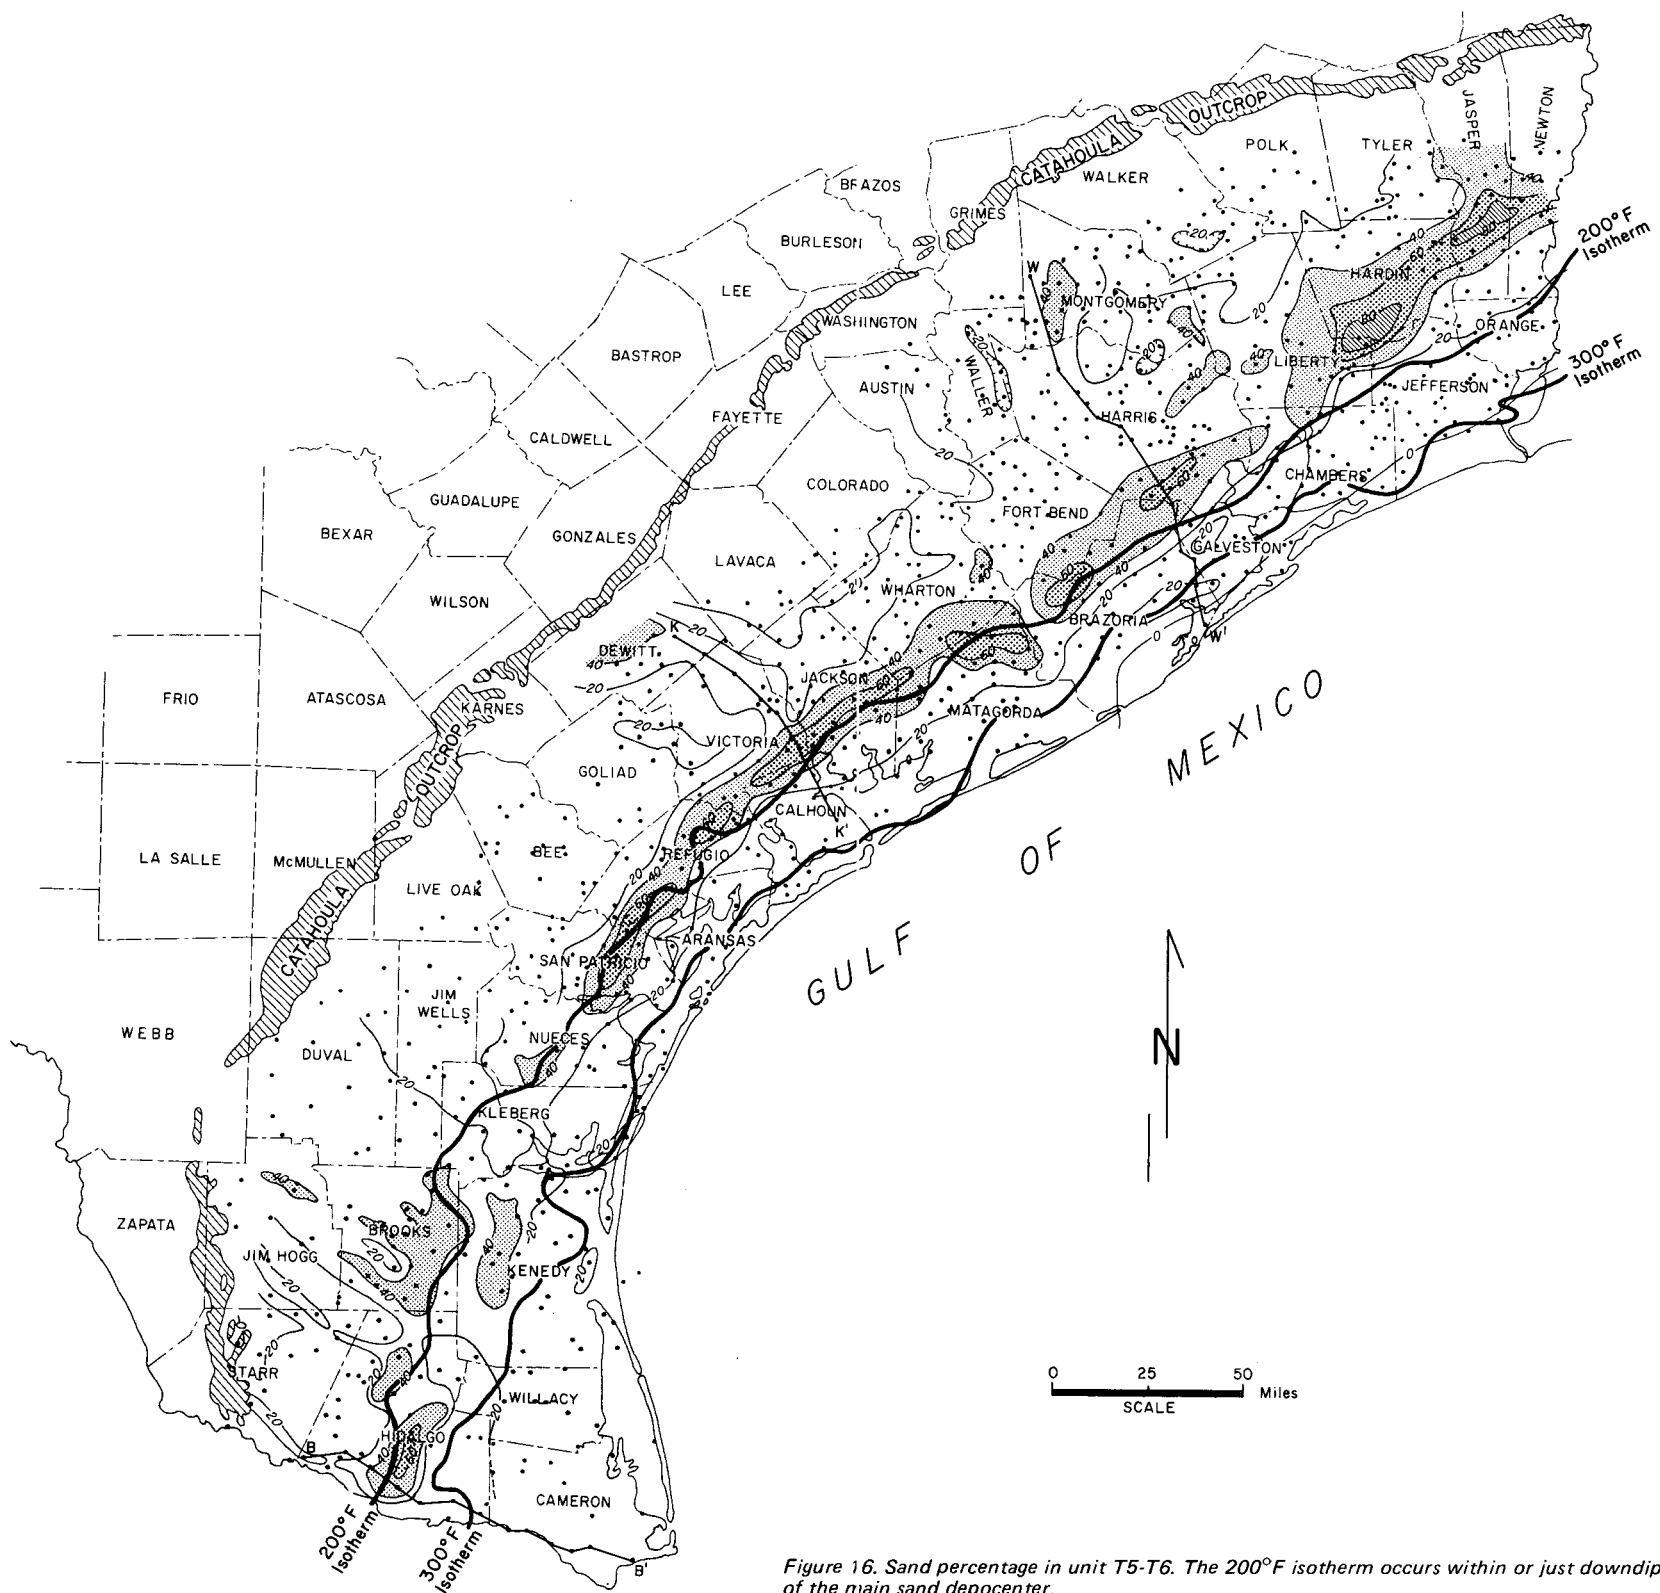 JASPER
NEWTON
OUTCROP
POLK
TYLER
CATAHOULA
WALKER
BRAZOS
GRIMES
BURLESON
200°F
Isotherm
LEE
HARDIN
W
MONTGOMERY
WASHINGTON
ORANGE
BASTROP
300°F
Isotherm
LIBERTY
WALLER
AUSTIN
JEFFERSON
FAYETTE
HARRIS
CALDWELL
CHAMBERS
COLORADO
GUADALUPE
FORT BEND
BEXAR
GONZALES
GALVESTON
LAVACA
WHARTON
WILSON
BRAZORIA
W'
K
DEWITT
JACKSON
FRIO
ATASCOSA
KARNES
MATAGORDA
VICTORIA
OUTCROP
GOLIAD
CALHOUN
K'
REFUGIO
BEE
LA SALLE
McMULLEN
LIVE OAK
CATAHOULA
ARANSAS
SAN PATRICIO
GULF OF MEXICO
JIM
WELLS
WEBB
NUECES
DUVAL
N
KLEBERG
ZAPATA
BROOKS
JIM HOGG
KENEDY
STARR
WILLACY
0 25 50 Miles
SCALE
HIDALGO
B
CAMERON
200°F
Isotherm
300°F
Isotherm
B'
Figure 16. Sand percentage in unit T5-T6. The 200°F isotherm occurs within or just downdip
of the main sand depocenter.